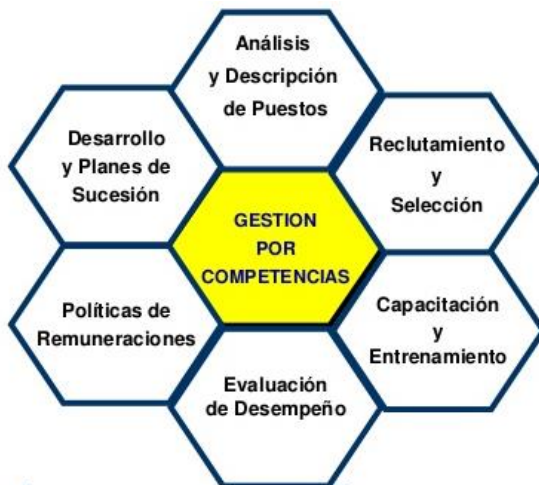 Análisis
y Descripción
de Puestos
Desarrollo
y Planes de
Sucesión
Reclutamiento
y
Selección
GESTION
POR
COMPETENCIAS
Políticas de
Remuneraciones
Capacitación
y
Entrenamiento
Evaluación
de Desempeño